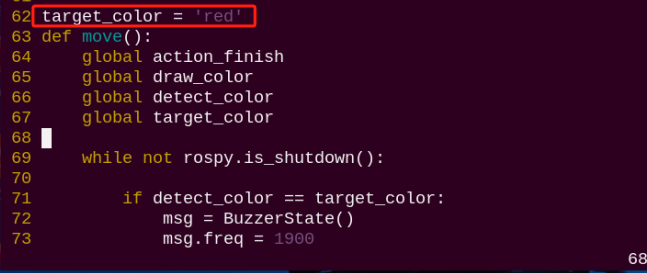 62 target_color = 'red'
63 def move():
64     global action_finish
65     global draw_color
66     global detect_color
67     global target_color
68
69     while not rospy.is_shutdown():
70
71         if detect_color == target_color:
72             msg = BuzzerState()
73             msg.freq = 1900
68